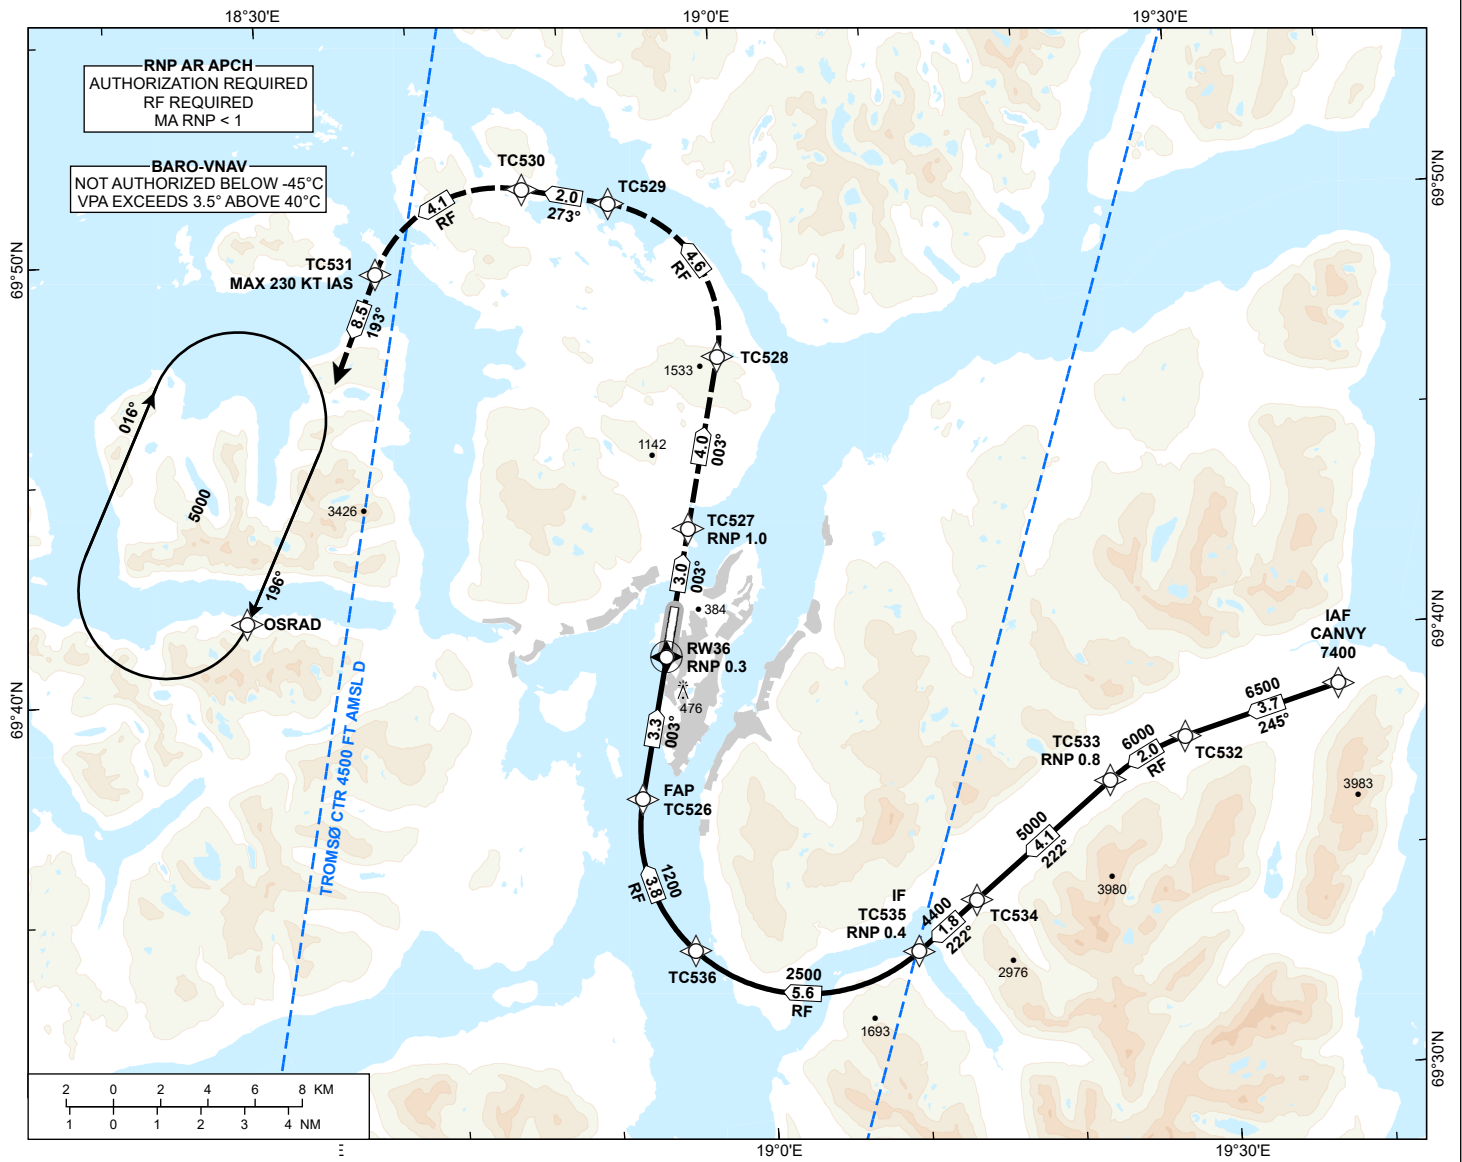 18°30'E
19°0'E
19°30'E
RNP AR APCH
AUTHORIZATION REQUIRED
RF REQUIRED
MA RNP < 1
BARO-VNAV
NOT AUTHORIZED BELOW -45°C
VPA EXCEEDS 3.5° ABOVE 40°C
TC530
TC529
2.0
273°
4.1
RF
4.6
RF
69°50'N
69°50'N
TC531
MAX 230 KT IAS
8.5
193°
TC528
1533
1142
4.0
003°
016°
5000
196°
3426
TC527
RNP 1.0
3.0
003°
384
OSRAD
RW36
RNP 0.3
476
3.3
003°
IAF
CANVY
7400
69°40'N
69°40'N
6500
3.7
245°
6000
2.0
RF
TC532
TC533
RNP 0.8
3983
TROMSØ CTR 4500 FT AMSL D
FAP
TC526
5000
4.1
222°
3980
1200
3.8
RF
IF
TC535
RNP 0.4
4400
1.8
222°
TC534
2976
TC536
2500
5.6
RF
1693
69°30'N
2 0 2 4 6 8 KM
1 0 1 2 3 4 NM
19°0'E
19°30'E